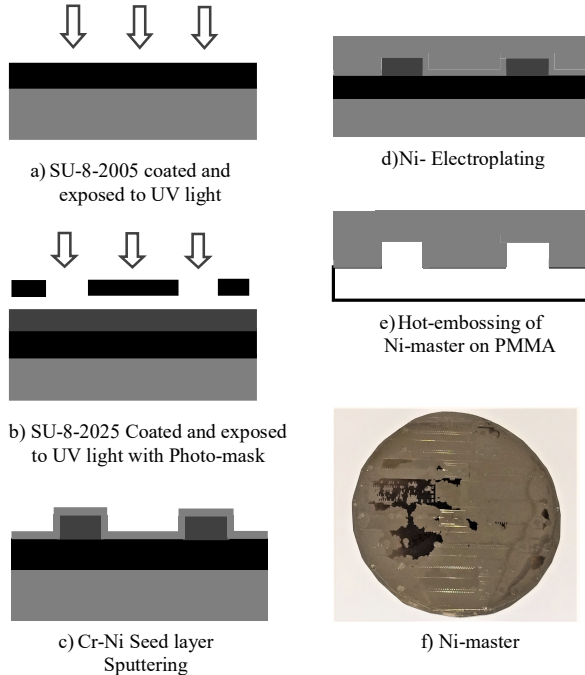 a) SU-8-2005 coated and
exposed to UV light
b) SU-8-2025 Coated and exposed
to UV light with Photo-mask
c) Cr-Ni Seed layer
Sputtering
d)Ni- Electroplating
e) Hot-embossing of
Ni-master on PMMA
f) Ni-master